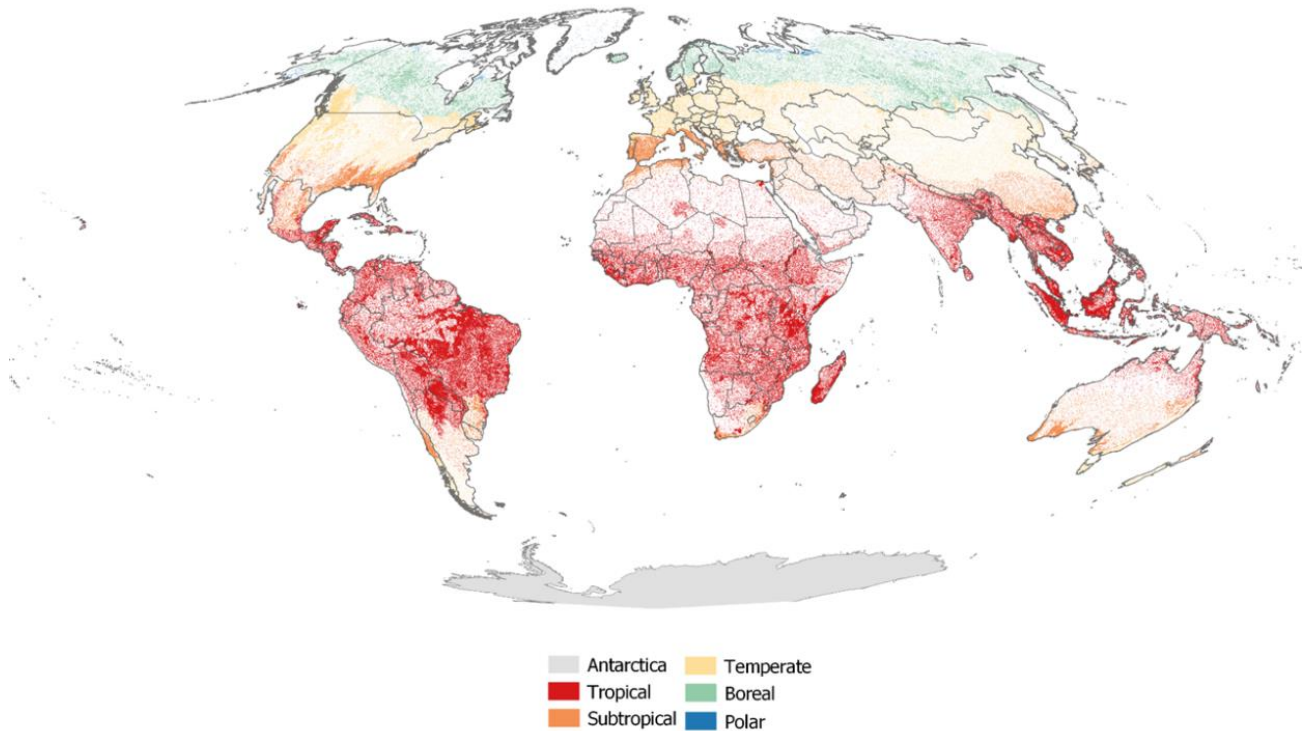 Antarctica
Tropical
Subtropical
Temperate
Boreal
Polar